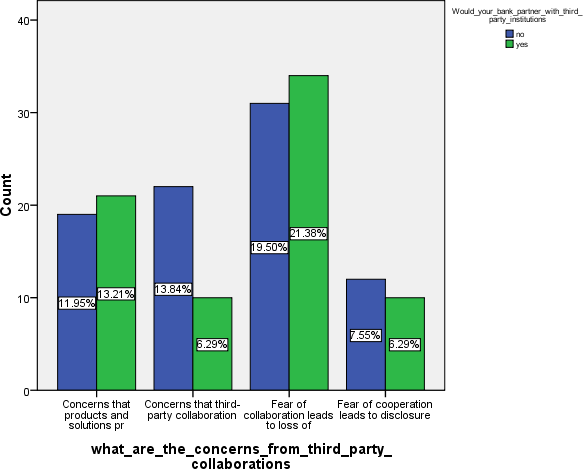 Would_your_bank_partner_with_third_
party_institutions
no
yes
40
30
20
10
0
Count
11.95%
13.21%
13.84%
6.29%
19.50%
21.38%
7.55%
6.29%
Concerns that
products and
solutions pr
Concerns that third-
party collaboration
Fear of
collaboration leads
to loss of
Fear of cooperation
leads to disclosure
what_are_the_concerns_from_third_party_
collaborations